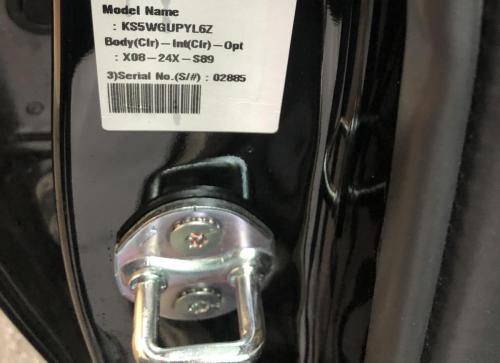 Model Name
: KS5WGUPYL6Z
Body(Clr)—Int(Clr)—Opt
: X08—24X—S89
3)Serial No.(S/#) : 02885